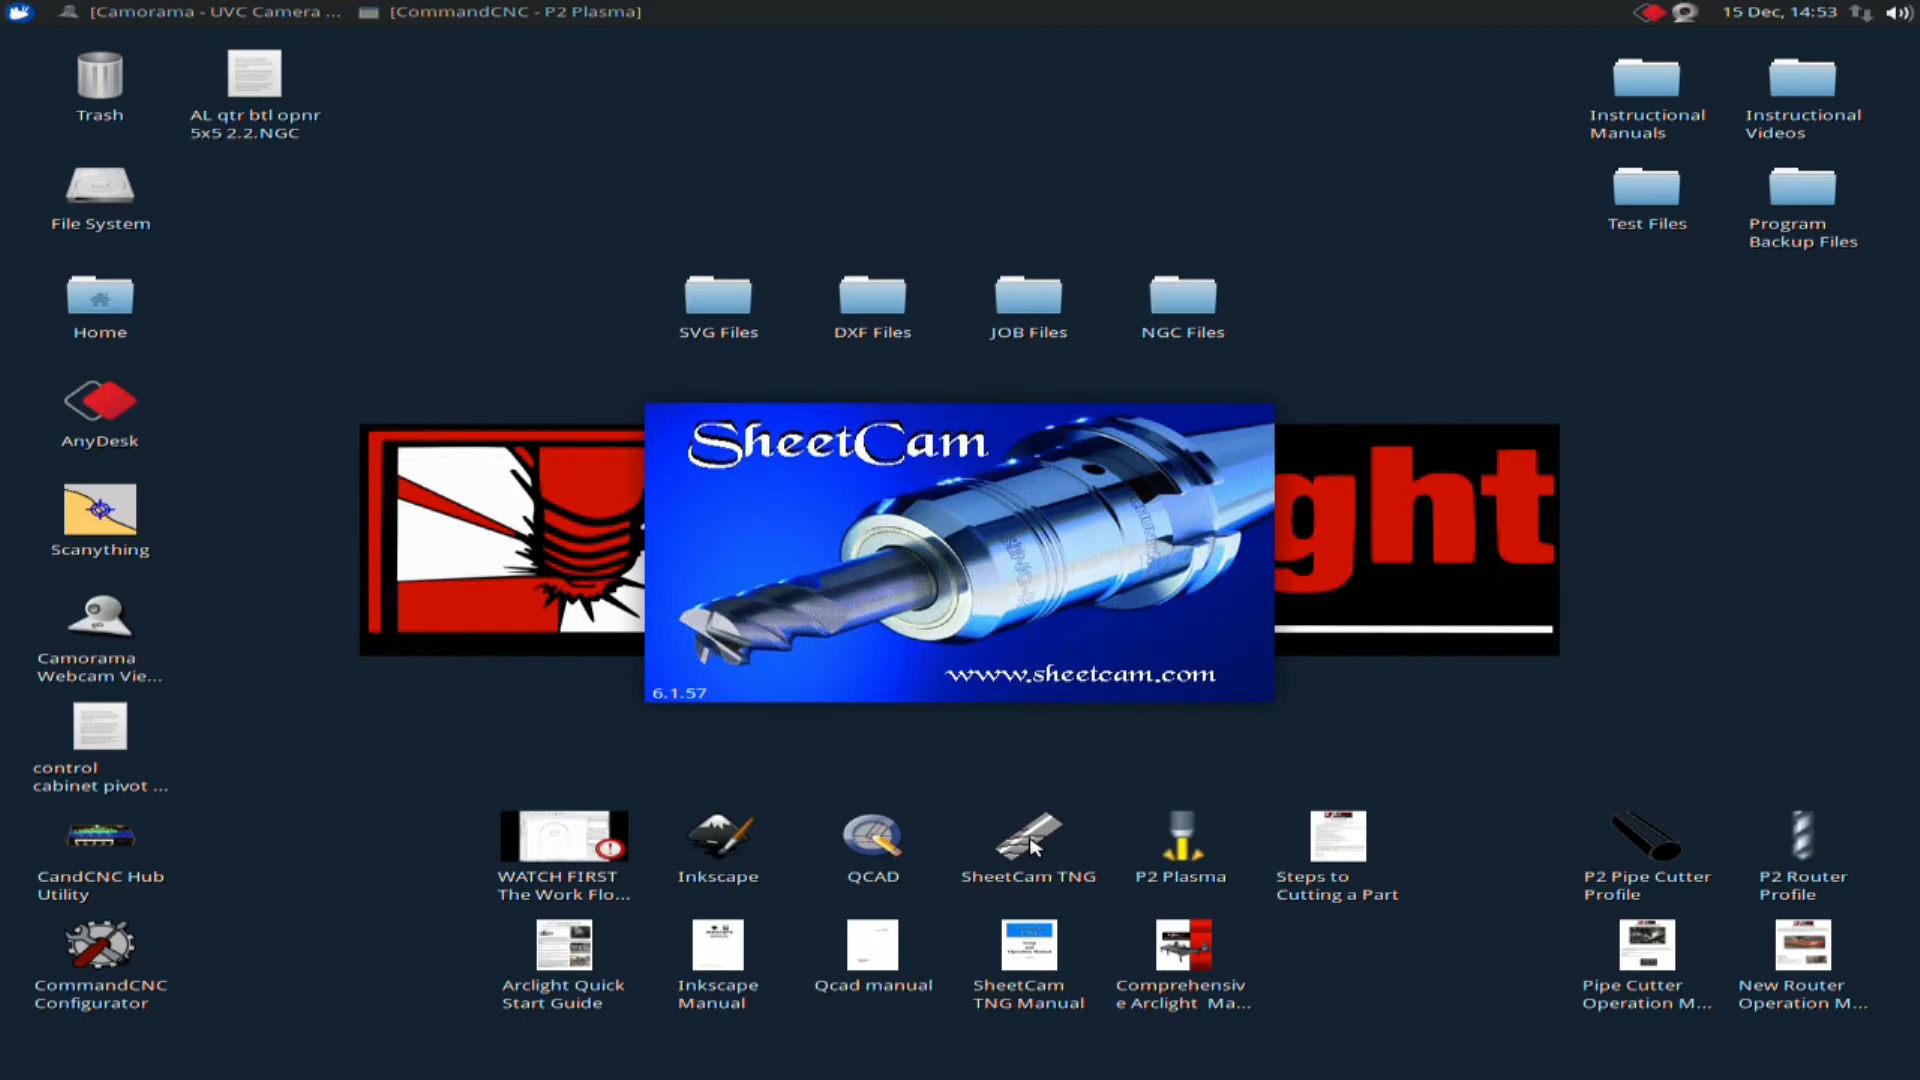 [Camorama - UVC Camera ...
[CommandCNC - P2 Plasma]
15 Dec, 14:53
Trash
AL qtr btl opnr
5x5 2.2.NGC
Instructional
Manuals
Instructional
Videos
File System
Test Files
Program
Backup Files
Home
SVG Files
DXF Files
JOB Files
NGC Files
AnyDesk
SheetCam
ght
Scanything
www.sheetcam.com
6.1.57
Camorama
Webcam Vie...
control
cabinet pivot ...
CandCNC Hub
Utility
WATCH FIRST
The Work Flo...
Inkscape
QCAD
SheetCam TNG
P2 Plasma
Steps to
Cutting a Part
P2 Pipe Cutter
Profile
P2 Router
Profile
CommandCNC
Configurator
Arclight Quick
Start Guide
Inkscape
Manual
Qcad manual
SheetCam
TNG Manual
Comprehensiv
e Arclight Ma...
Pipe Cutter
Operation M...
New Router
Operation M...